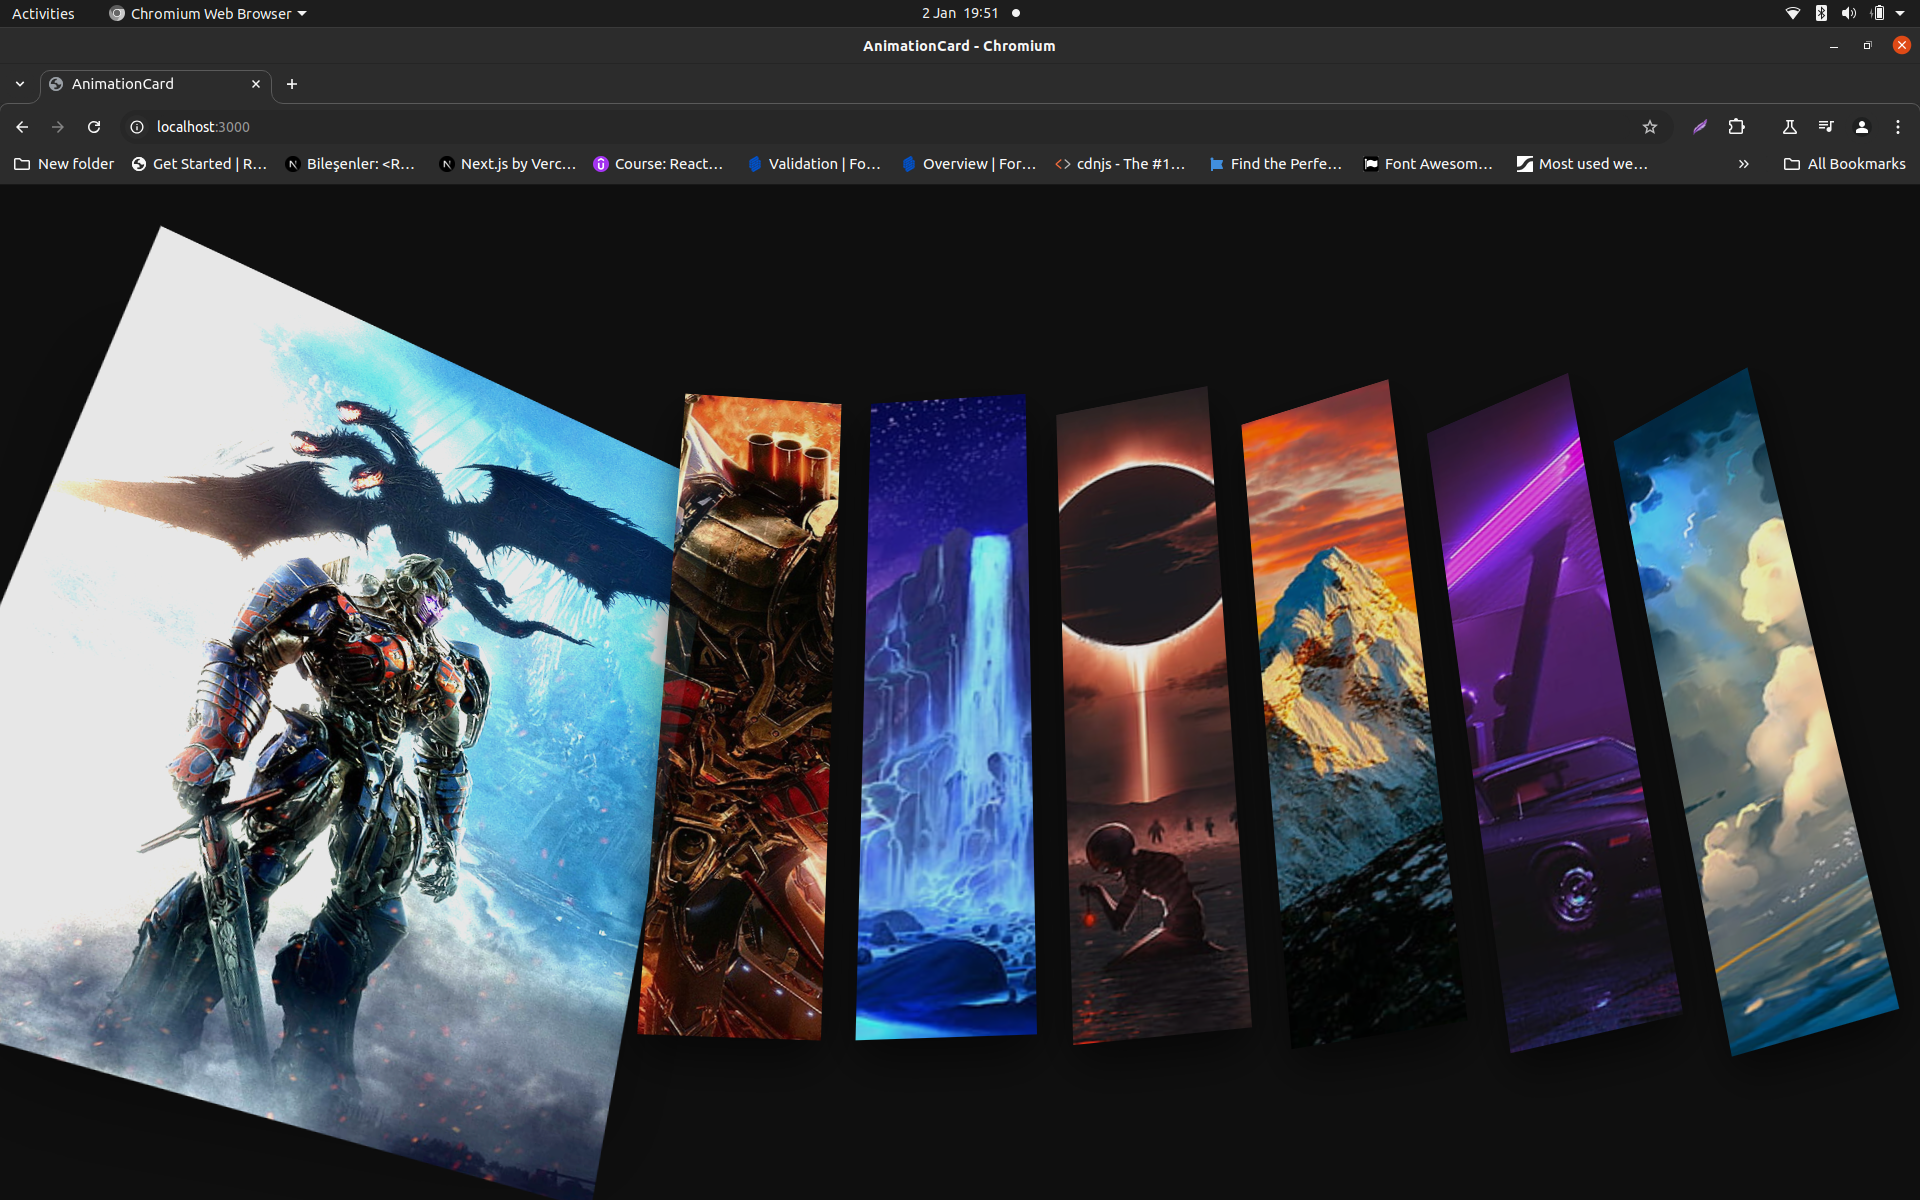 Activities Chromium Web Browser 2 Jan 19:51
AnimationCard - Chromium
AnimationCard
localhost:3000
New folder Get Started | R... Bileşenler: <R... Next.js by Verc... Course: React... Validation | Fo... Overview | For... cdnjs - The #1... Find the Perfe... Font Awesom... Most used we... All Bookmarks